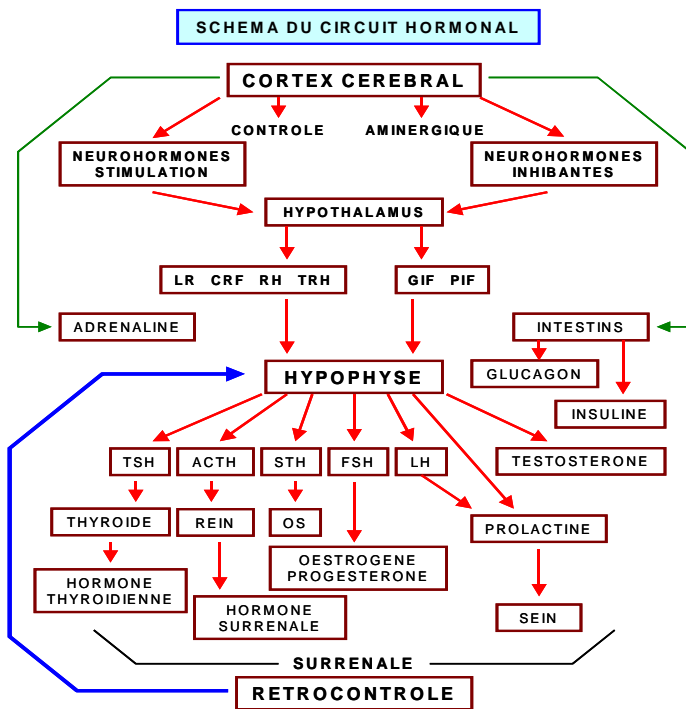 SCHEMA DU CIRCUIT HORMONAL
CORTEX CEREBRAL
CONTROLE
AMINERGIQUE
NEUROHORMONES
STIMULATION
NEUROHORMONES
INHIBANTES
HYPOTHALAMUS
LR CRF RH TRH
GIF PIF
ADRENALINE
INTESTINS
GLUCAGON
HYPOPHYSE
INSULINE
TSH
ACTH
STH
FSH
LH
TESTOSTERONE
THYROIDE
REIN
OS
PROLACTINE
OESTROGENE
PROGESTERONE
HORMONE
THYROIDIENNE
HORMONE
SURRENALE
SEIN
SURRENALE
RETROCONTROLE